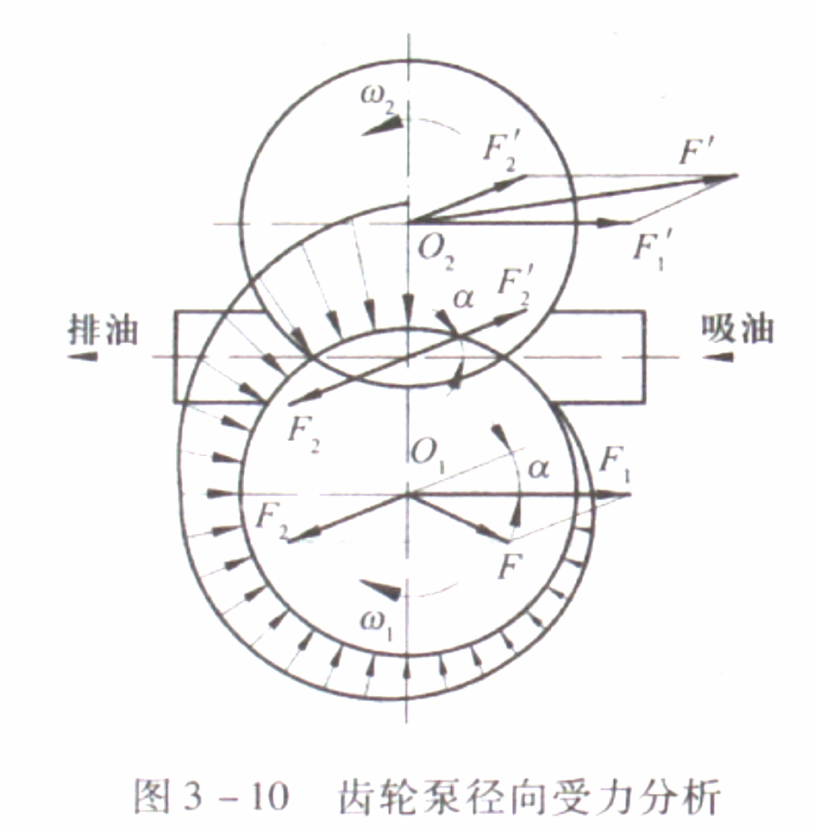 ω₂
F₂′
F′
O₂
F₁′
F₂′
α
排油
吸油
F₂
O₁
F₁
α
F₂
F
ω₁
图3-10 齿轮泵径向受力分析